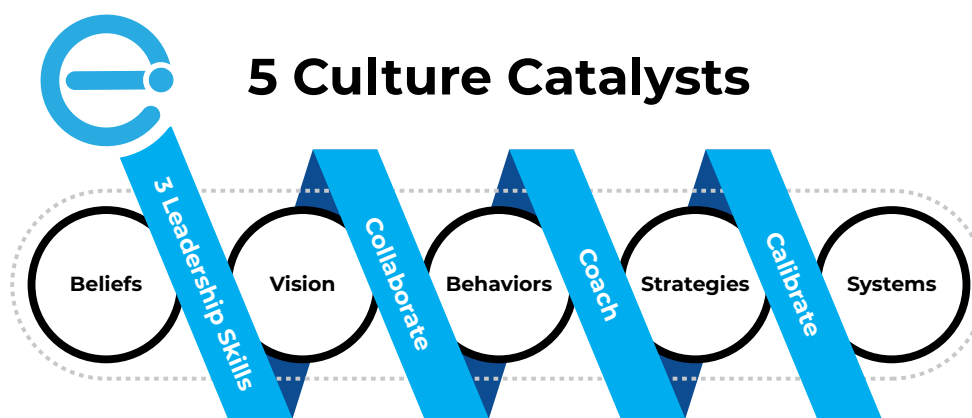 5 Culture Catalysts
Beliefs
3 Leadership Skills
Vision
Collaborate
Behaviors
Coach
Strategies
Calibrate
Systems